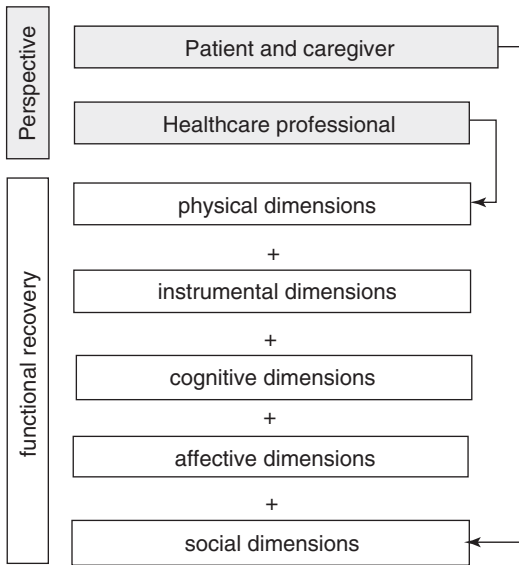 Perspective
Patient and caregiver
Healthcare professional
functional recovery
physical dimensions
+
instrumental dimensions
+
cognitive dimensions
+
affective dimensions
+
social dimensions